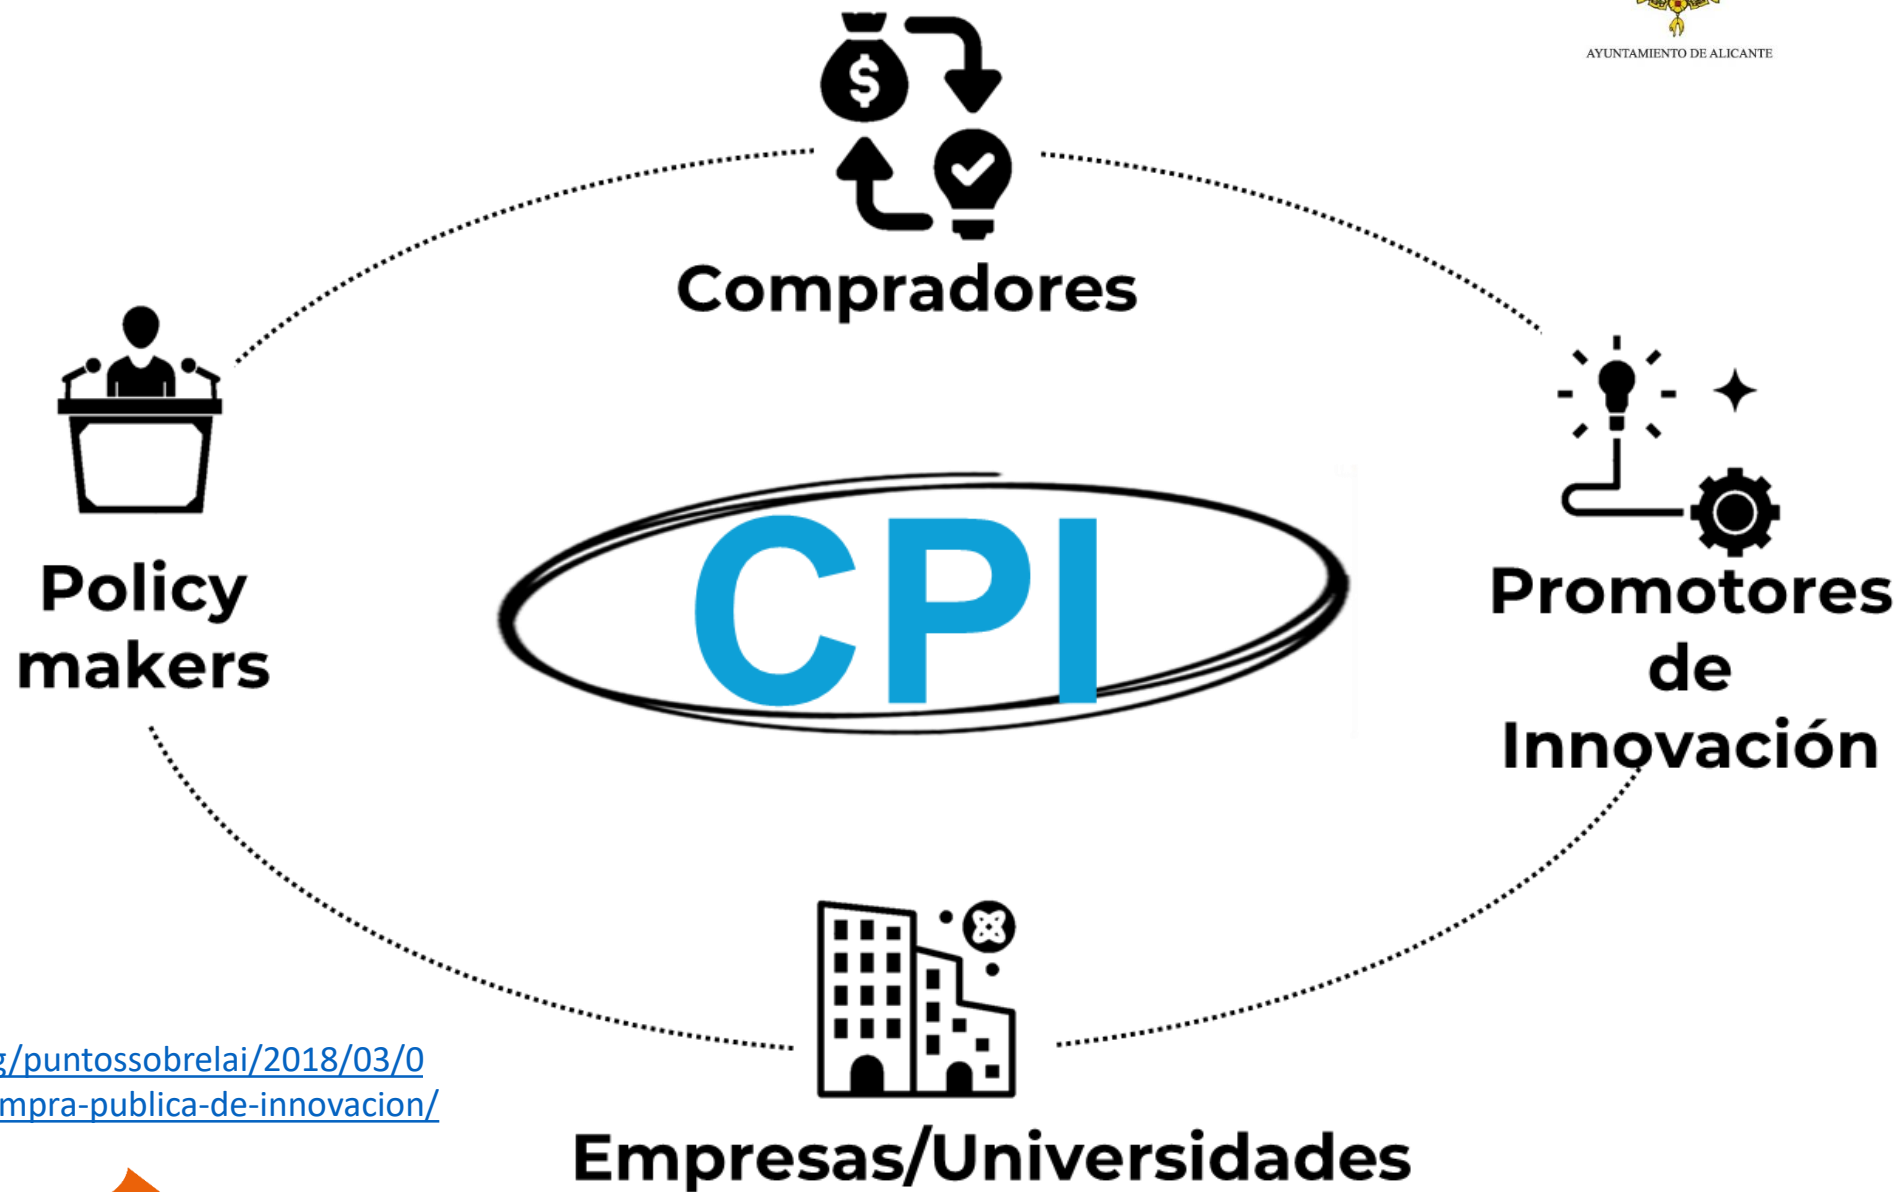 AYUNTAMIENTO DE ALICANTE
$
Compradores
Policy
makers
CPI
Promotores
de
Innovación
g/puntossobrelai/2018/03/0
mpra-publica-de-innovacion/
Empresas/Universidades